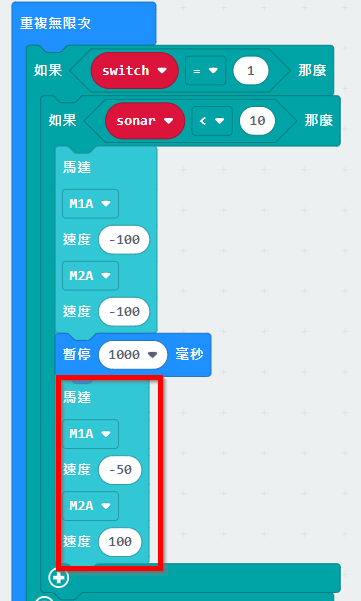 重複無限次
如果 switch = 1 那麼
如果 sonar < 10 那麼
馬達
M1A
速度 -100
M2A
速度 -100
暫停 1000 毫秒
馬達
M1A
速度 -50
M2A
速度 100